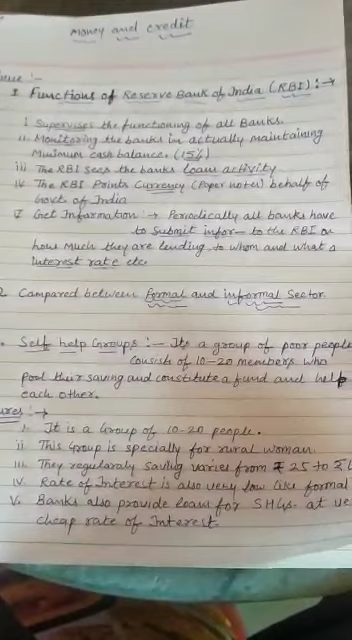 Money and credit
I Functions of Reserve Bank of India (RBI) :→
i Supervises the functioning of all Banks.
ii. Monitoring the banks in actually maintaining
Minimum cash balance. (15%)
iii The RBI sees the banks loans activity
iv The RBI Prints Currency (Paper notes) behalf of
Govt. of India
v Get Information :→ Periodically all banks have
to submit infor- to the RBI on
how much they are lending, to whom and what's
Interest rate etc.
2 Compared between formal and informal Sector.
Self help Groups :- Its a group of poor people
consists of 10-20 members who
pool their saving and constitute a fund and help
each other.
ures :→
i. It is a Group of 10-20 people.
ii This Group is specially for rural woman.
iii They regularaly saving varies from ₹ 25 to ₹
iv. Rate of Interest is also very low like formal
v. Banks also provide loan for SHGs. at ve
cheap rate of Interest.